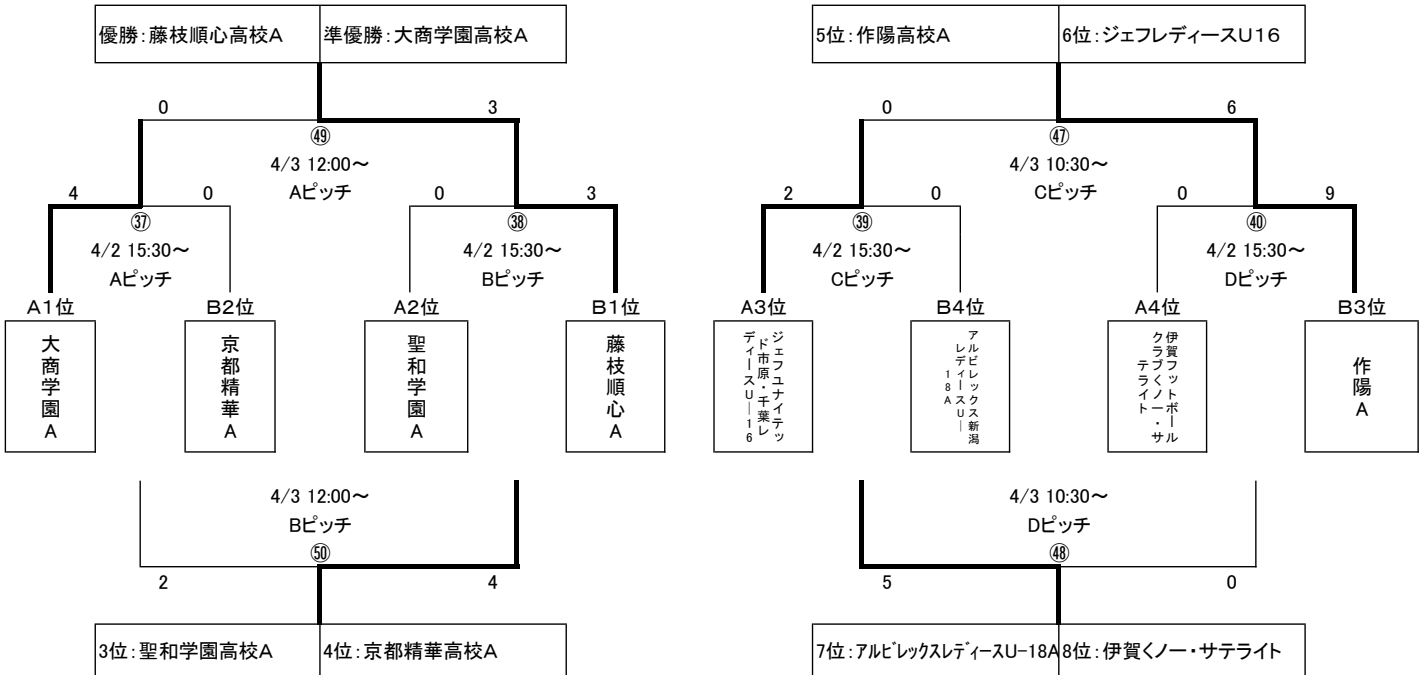 優勝:藤枝順心高校A
準優勝:大商学園高校A
5位:作陽高校A
6位:ジェフレディースU16
0
3
0
6
㊾
㊼
4/3 12:00～
4/3 10:30～
Aピッチ
Cピッチ
4
0
0
3
2
0
0
9
㊲
㊳
㊴
㊵
4/2 15:30～
4/2 15:30～
4/2 15:30～
4/2 15:30～
Aピッチ
Bピッチ
Cピッチ
Dピッチ
A1位
B2位
A2位
B1位
A3位
B4位
A4位
B3位
大商学園A
京都精華A
聖和学園A
藤枝順心A
ジェフユナイテッ
ド市原・千葉レ
ディースU―16
アルビレックス新潟
レディースU―
18A
伊賀フットボール
クラブくノ一・サ
テライト
作陽A
4/3 12:00～
4/3 10:30～
Bピッチ
Dピッチ
㊿
㊽
2
4
5
0
3位:聖和学園高校A
4位:京都精華高校A
7位:アルビレックスレディースU-18A
8位:伊賀くノー・サテライト